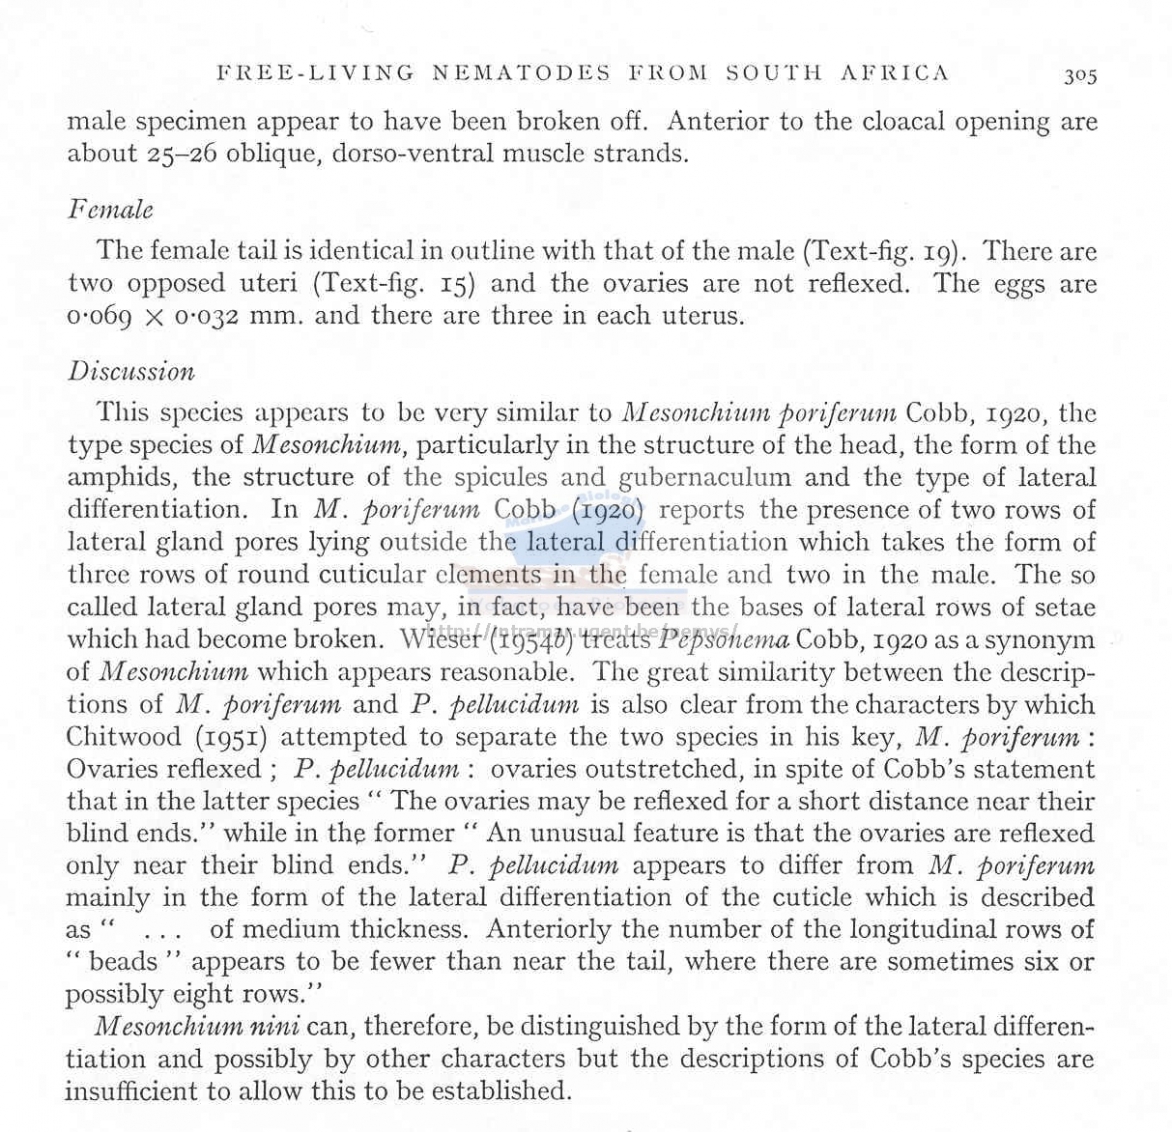 FREE-LIVING NEMATODES FROM SOUTH AFRICA 305
male specimen appear to have been broken off. Anterior to the cloacal opening are
about 25–26 oblique, dorso-ventral muscle strands.
Female
The female tail is identical in outline with that of the male (Text-fig. 19). There are
two opposed uteri (Text-fig. 15) and the ovaries are not reflexed. The eggs are
0·069 × 0·032 mm. and there are three in each uterus.
Discussion
This species appears to be very similar to Mesonchium poriferum Cobb, 1920, the
type species of Mesonchium, particularly in the structure of the head, the form of the
amphids, the structure of the spicules and gubernaculum and the type of lateral
differentiation. In M. poriferum Cobb (1920) reports the presence of two rows of
lateral gland pores lying outside the lateral differentiation which takes the form of
three rows of round cuticular elements in the female and two in the male. The so
called lateral gland pores may, in fact, have been the bases of lateral rows of setae
which had become broken. Wieser (1954b) treats Pepsonema Cobb, 1920 as a synonym
of Mesonchium which appears reasonable. The great similarity between the descrip-
tions of M. poriferum and P. pellucidum is also clear from the characters by which
Chitwood (1951) attempted to separate the two species in his key, M. poriferum :
Ovaries reflexed ; P. pellucidum : ovaries outstretched, in spite of Cobb's statement
that in the latter species “ The ovaries may be reflexed for a short distance near their
blind ends.” while in the former “ An unusual feature is that the ovaries are reflexed
only near their blind ends.” P. pellucidum appears to differ from M. poriferum
mainly in the form of the lateral differentiation of the cuticle which is described
as “ ... of medium thickness. Anteriorly the number of the longitudinal rows of
“ beads ” appears to be fewer than near the tail, where there are sometimes six or
possibly eight rows.”
Mesonchium nini can, therefore, be distinguished by the form of the lateral differen-
tiation and possibly by other characters but the descriptions of Cobb's species are
insufficient to allow this to be established.